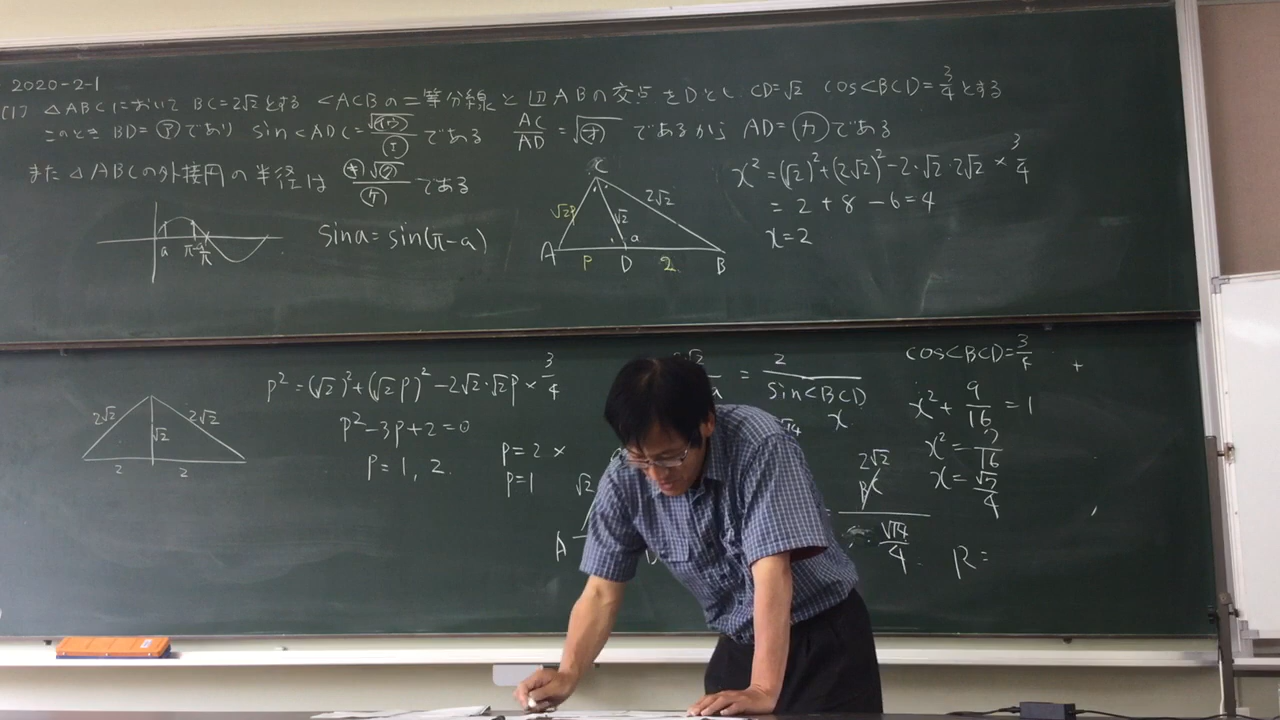 2020-2-1
(1) △ABCにおいて BC=2√2とする ∠ACBの二等分線と辺ABの交点をDとし CD=√2 cos∠BCD=3/4とする
このとき BD=㋐であり sin∠ADC=√㋑㋒/㋓である AC/AD=√㋔であるから AD=㋕である
また△ABCの外接円の半径は ㋖√㋗/㋘である
a π-a π
sina=sin(π-a)
C
√2P √2 2√2
a
A P D 2 B
x²=(√2)²+(2√2)²-2・√2・2√2×3/4
=2+8-6=4
x=2
2√2 √2 2√2
2 2
P²=(√2)²+(√2P)²-2√2・√2P×3/4
P²-3P+2=0
P=1, 2.
P=2 ×
P=1
√2
A
= 2/sin∠BCD
x
2√2
√14/4
R=
cos∠BCD=3/4
x²+9/16=1
x²=7/16
x=√7/4